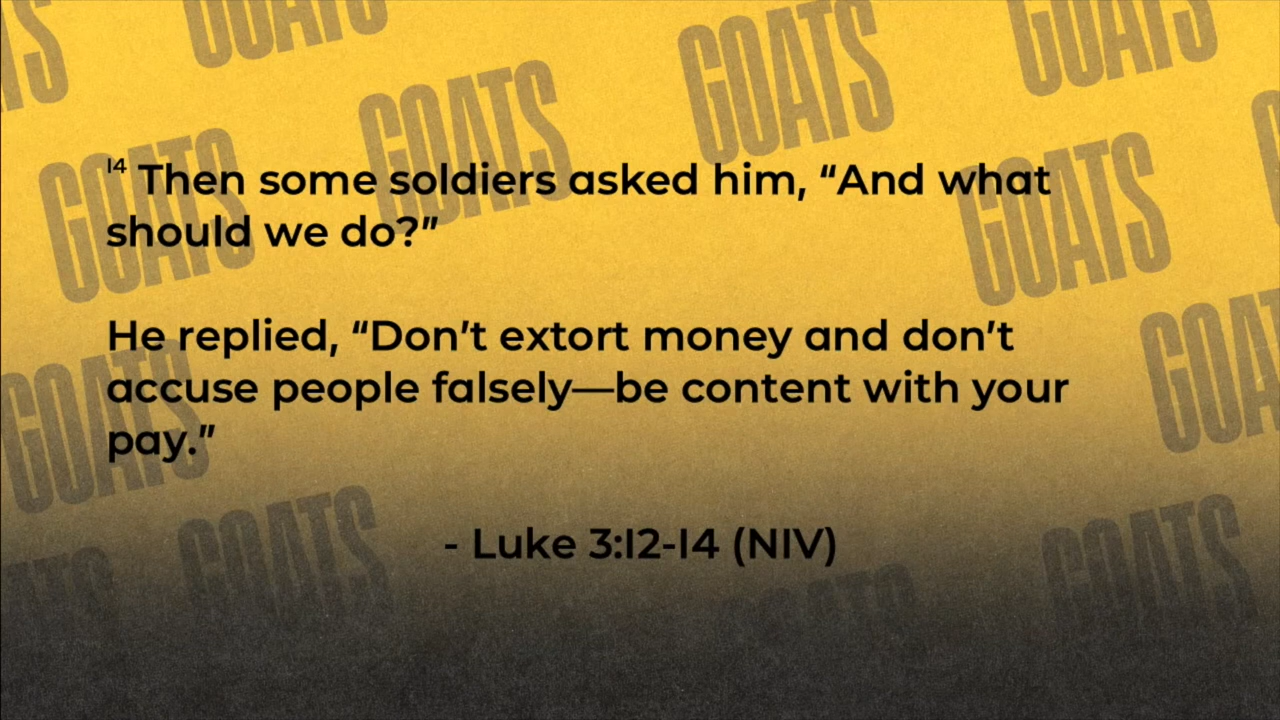 GOATS
GOATS
GOATS
GOATS
GOATS
GOATS
GOATS
14 Then some soldiers asked him, “And what
should we do?”
He replied, “Don’t extort money and don’t
accuse people falsely—be content with your
pay.”
- Luke 3:12-14 (NIV)
GOATS
GOATS
GOATS
GOATS